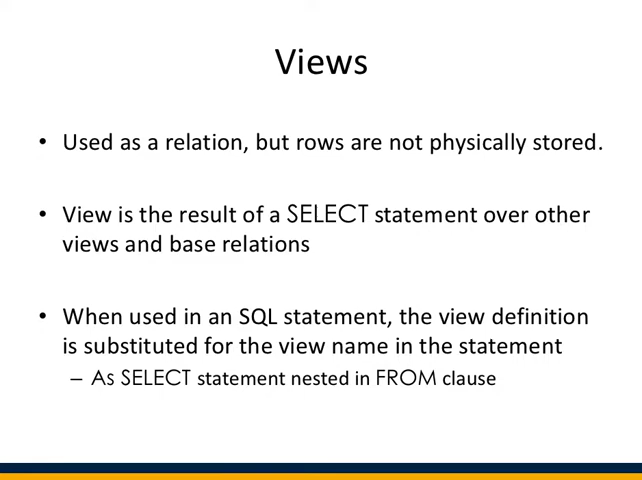 Views
• Used as a relation, but rows are not physically stored.
• View is the result of a SELECT statement over other
views and base relations
• When used in an SQL statement, the view definition
is substituted for the view name in the statement
– As SELECT statement nested in FROM clause